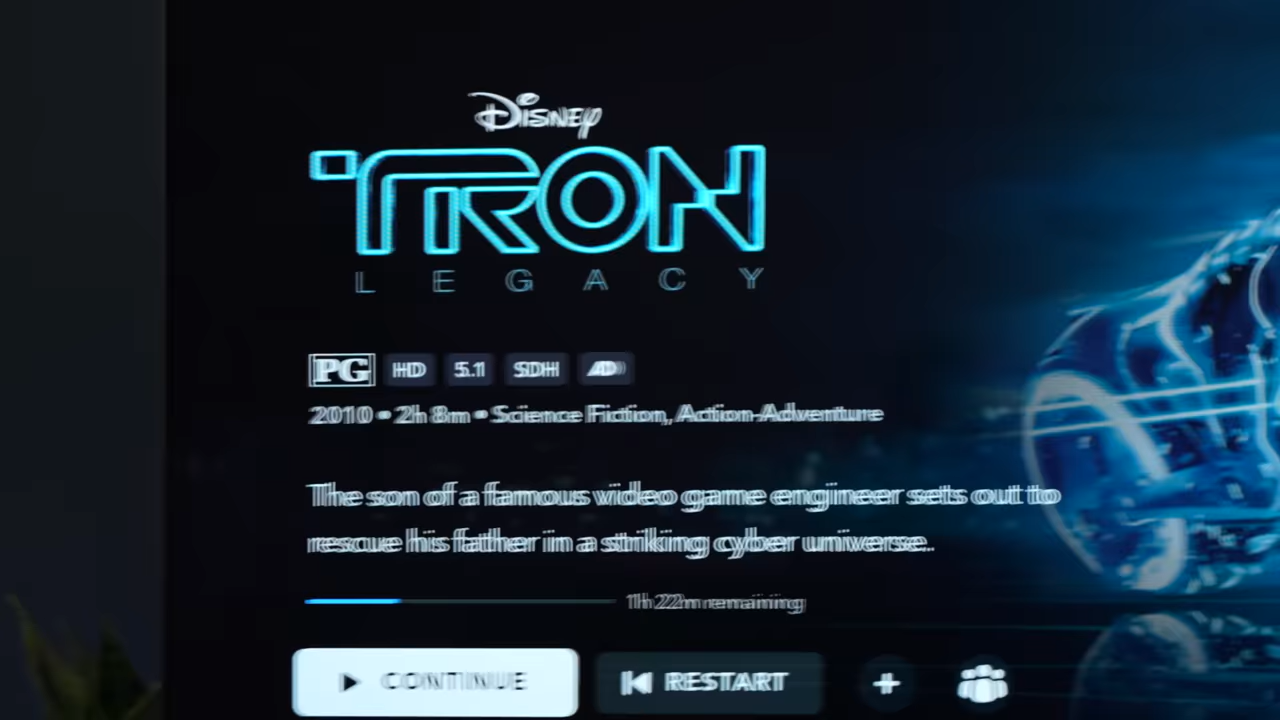 Disney
TRON
LEGACY
PG HD 5.1 SDH AD
2010 • 2h 8m • Science Fiction, Action-Adventure
The son of a famous video game engineer sets out to
rescue his father in a striking cyber universe.
1h 22m remaining
CONTINUE RESTART